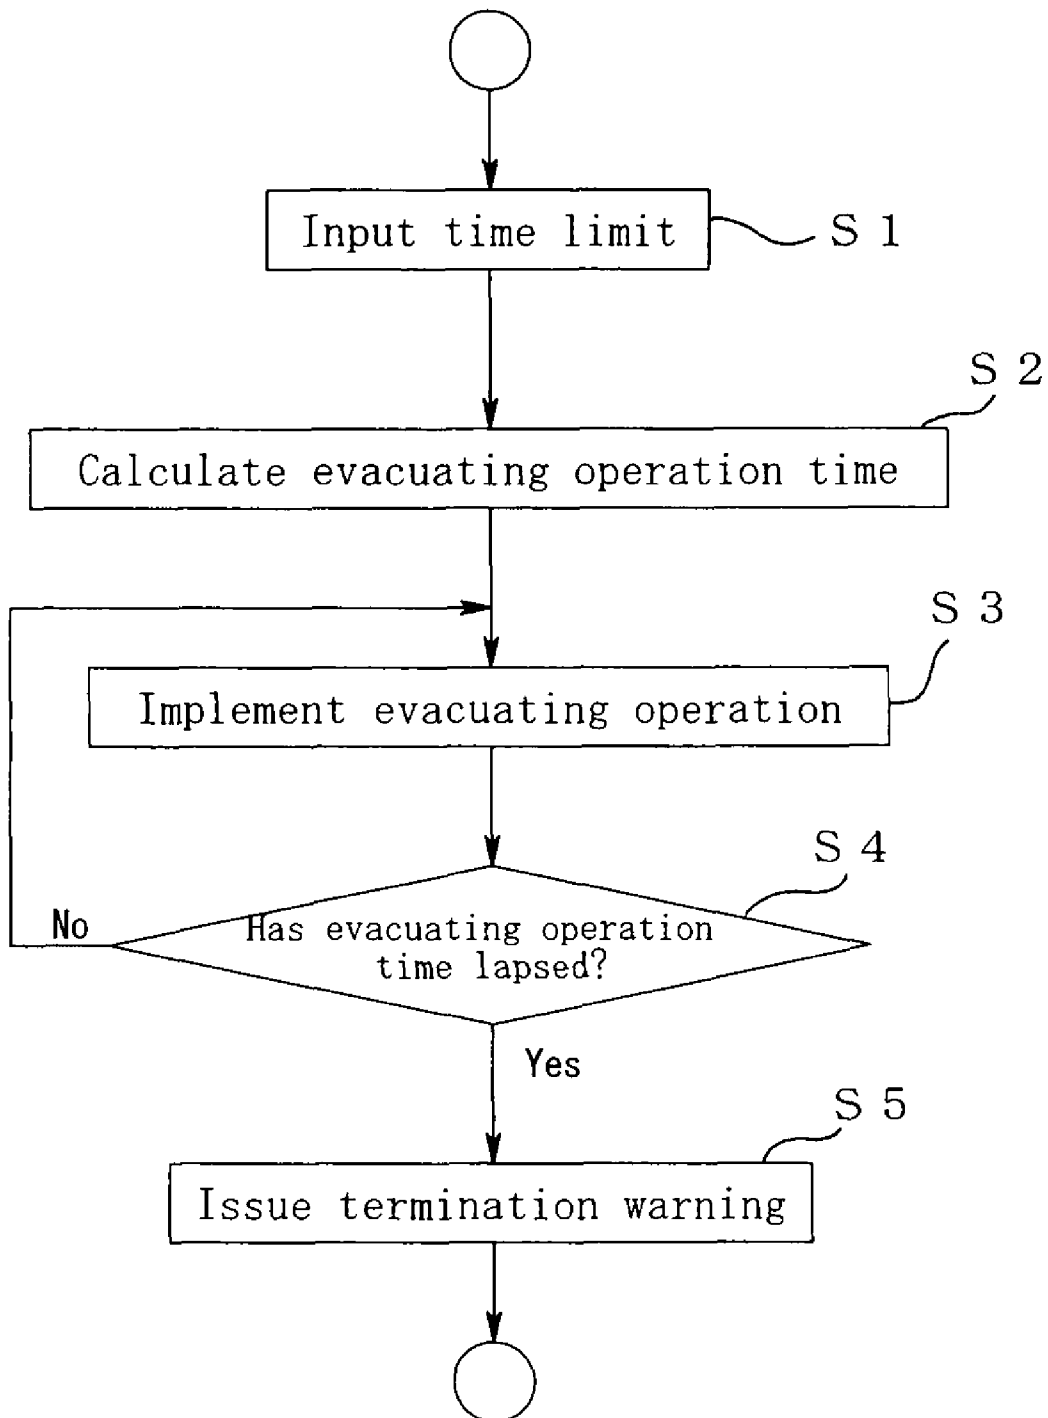 Input time limit
S 1
S 2
Calculate evacuating operation time
S 3
Implement evacuating operation
S 4
No
Has evacuating operation
time lapsed?
Yes
S 5
Issue termination warning